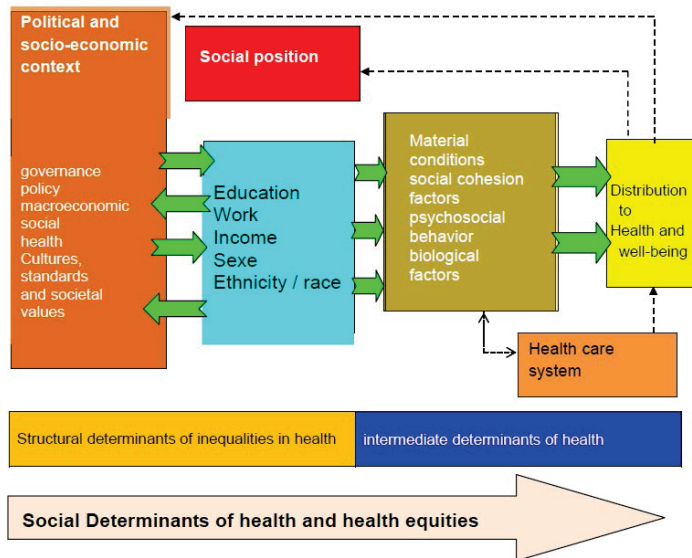 Political and
socio-economic
context
governance
policy
macroeconomic
social
health
Cultures,
standards
and societal
values
Social position
Education
Work
Income
Sexe
Ethnicity / race
Material
conditions
social cohesion
factors
psychosocial
behavior
biological
factors
Distribution
to
Health and
well-being
Health care
system
Structural determinants of inequalities in health
intermediate determinants of health
Social Determinants of health and health equities